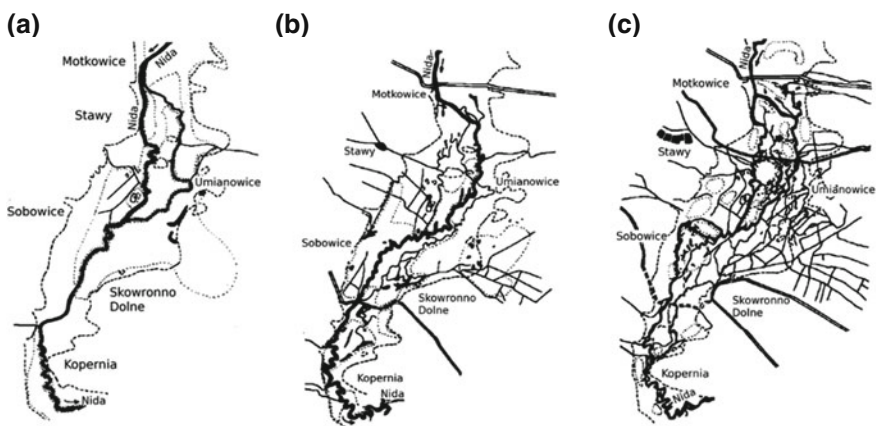 (a)
Motkowice
Nida
Stawy
Nida
Umianowice
Sobowice
Skowronno
Dolne
Kopernia
Nida
(b)
Nida
Motkowice
Stawy
Umianowice
Sobowice
Skowronno
Dolne
Kopernia
Nida
(c)
Nida
Motkowice
Stawy
Umianowice
Sobowice
Skowronno
Dolne
Kopernia
Nida